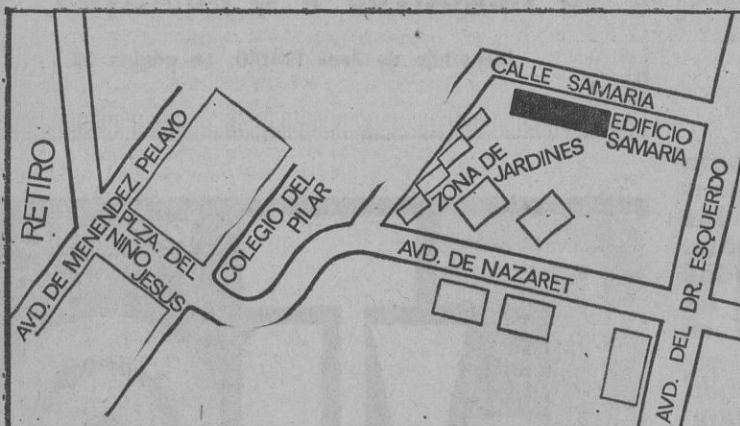 RETIRO
AVD. DE MENENDEZ PELAYO
PLZA. DEL
NIÑO JESUS
COLEGIO DEL
PILAR
CALLE SAMARIA
EDIFICIO
SAMARIA
ZONA DE
JARDINES
AVD. DE NAZARET
AVD. DEL DR. ESQUERDO